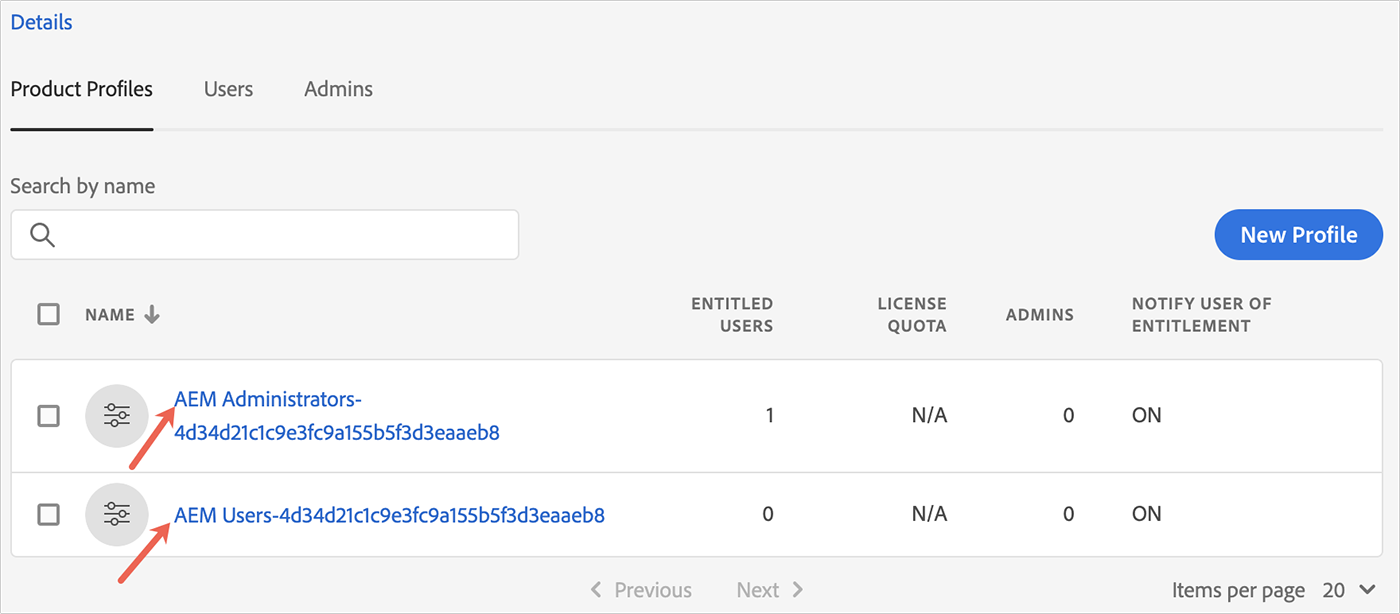 Details
Product Profiles Users Admins
Search by name
New Profile
NAME
ENTITLED
USERS
LICENSE
QUOTA
ADMINS
NOTIFY USER OF
ENTITLEMENT
AEM Administrators-
4d34d21c1c9e3fc9a155b5f3d3eaaeb8
1 N/A 0 ON
AEM Users-4d34d21c1c9e3fc9a155b5f3d3eaaeb8 0 N/A 0 ON
Previous Next Items per page 20